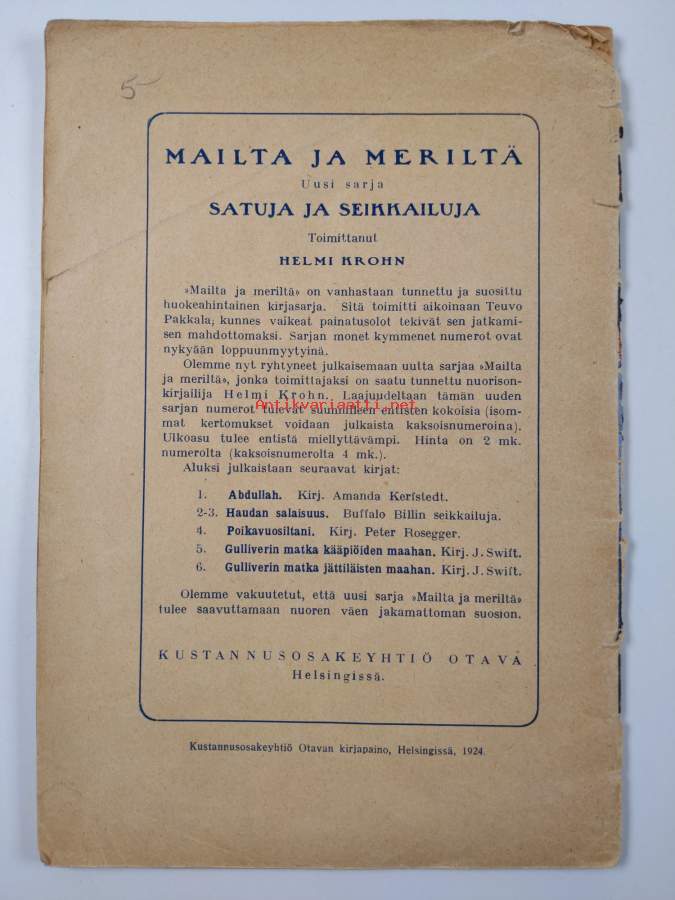 5-
MAILTA JA MERILTÄ
Uusi sarja
SATUJA JA SEIKKAILUJA
Toimittanut
HELMI KROHN
»Mailta ja meriltä» on vanhastaan tunnettu ja suosittu
huokeahintainen kirjasarja. Sitä toimitti aikoinaan Teuvo
Pakkala, kunnes vaikeat painatusolot tekivät sen jatkami-
sen mahdottomaksi. Sarjan monet kymmenet numerot ovat
nykyään loppuunmyytyinä.
Olemme nyt ryhtyneet julkaisemaan uutta sarjaa »Mailta
ja meriltä», jonka toimittajaksi on saatu tunnettu nuorison-
kirjailija Helmi Krohn. Laajuudeltaan tämän uuden
Antikvariaatti.net
sarjan numerot tulevat suunnilleen entisten kokoisia (isom-
mat kertomukset voidaan julkaista kaksoisnumeroina).
Ulkoasu tulee entistä miellyttävämpi. Hinta on 2 mk.
numerolta (kaksoisnumerolta 4 mk.).
Aluksi julkaistaan seuraavat kirjat:
1. Abdullah. Kirj. Amanda Kerfstedt.
2-3. Haudan salaisuus. Buffalo Billin seikkailuja.
4. Poikavuosiltani. Kirj. Peter Rosegger.
5. Gulliverin matka kääpiöiden maahan. Kirj. J. Swift.
6. Gulliverin matka jättiläisten maahan. Kirj. J. Swift.
Olemme vakuutetut, että uusi sarja »Mailta ja meriltä»
tulee saavuttamaan nuoren väen jakamattoman suosion.
KUSTANNUSOSAKEYHTIÖ OTAVA
Helsingissä.
Kustannusosakeyhtiö Otavan kirjapaino, Helsingissä, 1924.